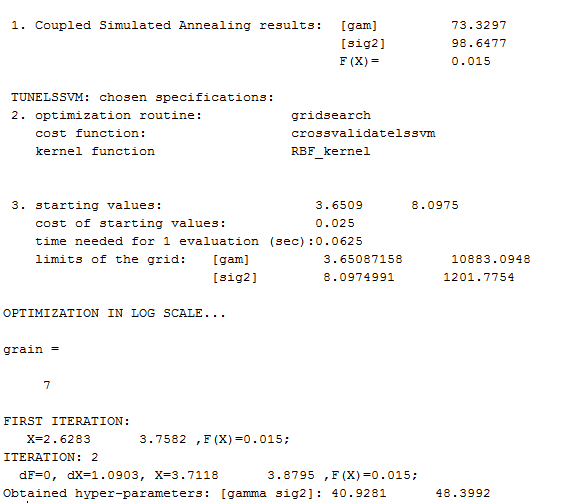 1. Coupled Simulated Annealing results:  [gam]         73.3297
[sig2]        98.6477
F(X)=         0.015
TUNELSSVM: chosen specifications:
2. optimization routine:           gridsearch
cost function:                  crossvalidatelssvm
kernel function                 RBF_kernel
3. starting values:                   3.6509      8.0975
cost of starting values:           0.025
time needed for 1 evaluation (sec):0.0625
limits of the grid:   [gam]         3.65087158      10883.0948
[sig2]        8.0974991      1201.7754
OPTIMIZATION IN LOG SCALE...
grain =
7
FIRST ITERATION:
X=2.6283      3.7582 ,F(X)=0.015;
ITERATION: 2
dF=0, dX=1.0903, X=3.7118      3.8795 ,F(X)=0.015;
Obtained hyper-parameters: [gamma sig2]: 40.9281      48.3992